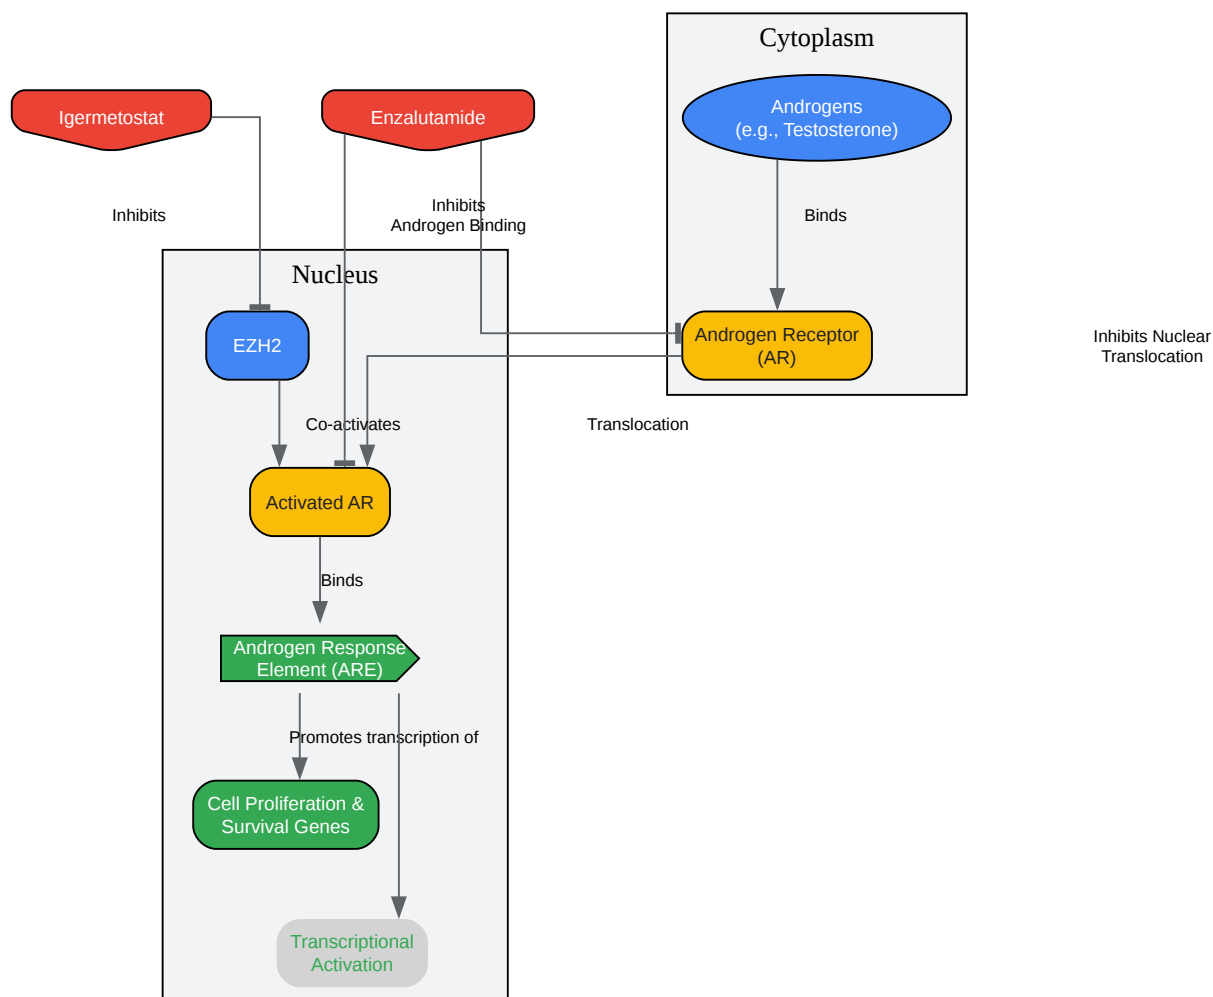 Cytoplasm
Igermetostat
Enzalutamide
Androgens
(e.g., Testosterone)
Inhibits
Inhibits
Androgen Binding
Binds
Nucleus
EZH2
Androgen Receptor
(AR)
Inhibits Nuclear
Translocation
Co-activates
Translocation
Activated AR
Binds
Androgen Response
Element (ARE)
Promotes transcription of
Cell Proliferation &
Survival Genes
Transcriptional
Activation